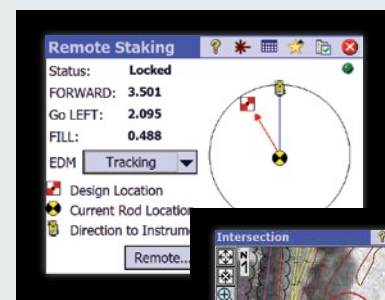 Remote Staking
Status: Locked
FORWARD: 3.501
Go LEFT: 2.095
FILL: 0.488
EDM Tracking
Design Location
Current Rod Location
Direction to Instrum
Remote...
Intersection
N
1